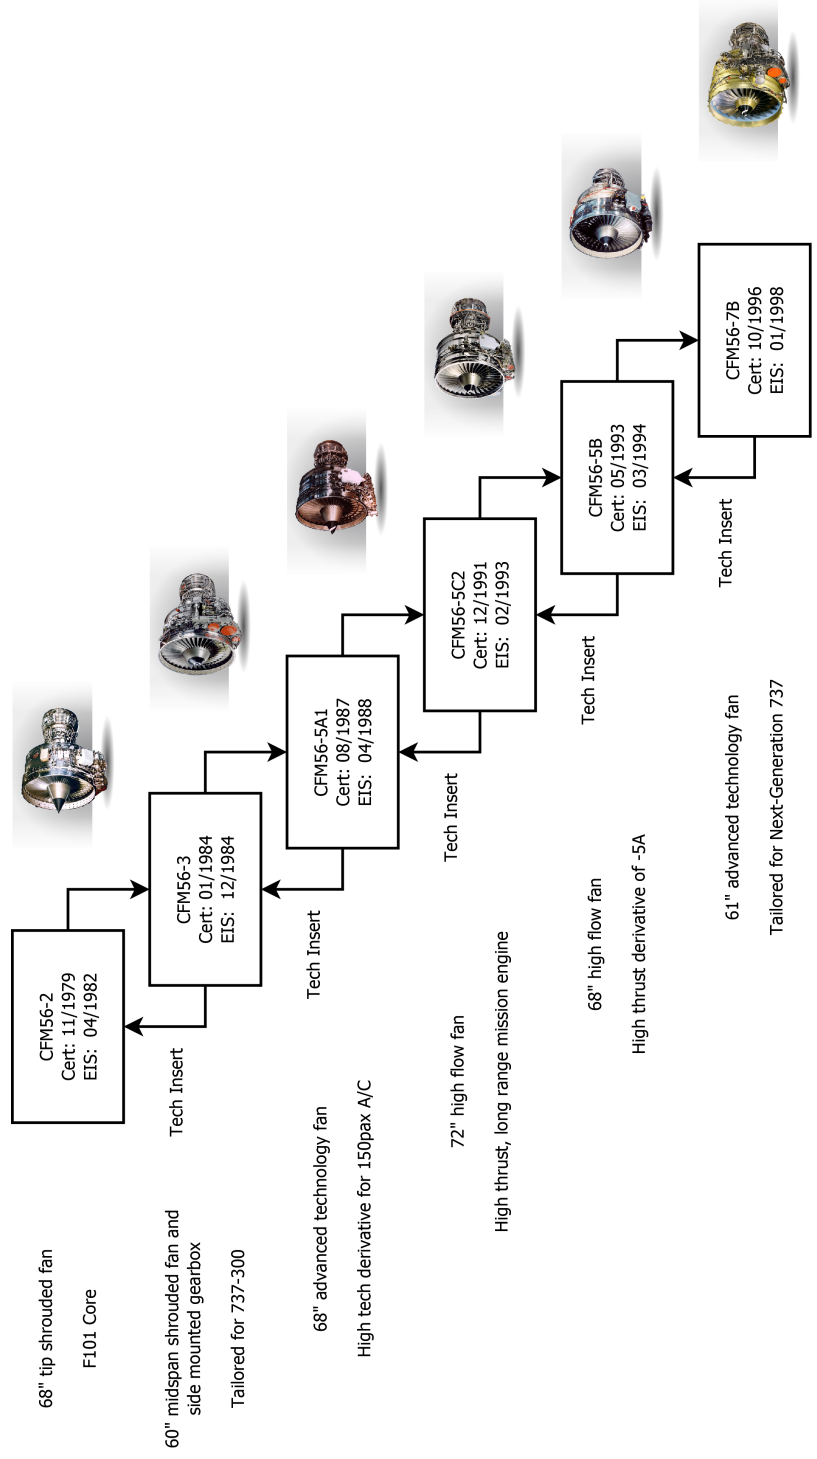 CFM56-2
Cert: 11/1979
EIS: 04/1982
68" tip shrouded fan
F101 Core
CFM56-3
Cert: 01/1984
EIS: 12/1984
Tech Insert
60" midspan shrouded fan and
side mounted gearbox
Tailored for 737-300
CFM56-5A1
Cert: 08/1987
EIS: 04/1988
Tech Insert
68" advanced technology fan
High tech derivative for 150pax A/C
CFM56-5C2
Cert: 12/1991
EIS: 02/1993
Tech Insert
72" high flow fan
High thrust, long range mission engine
CFM56-5B
Cert: 05/1993
EIS: 03/1994
Tech Insert
68" high flow fan
High thrust derivative of -5A
CFM56-7B
Cert: 10/1996
EIS: 01/1998
Tech Insert
61" advanced technology fan
Tailored for Next-Generation 737